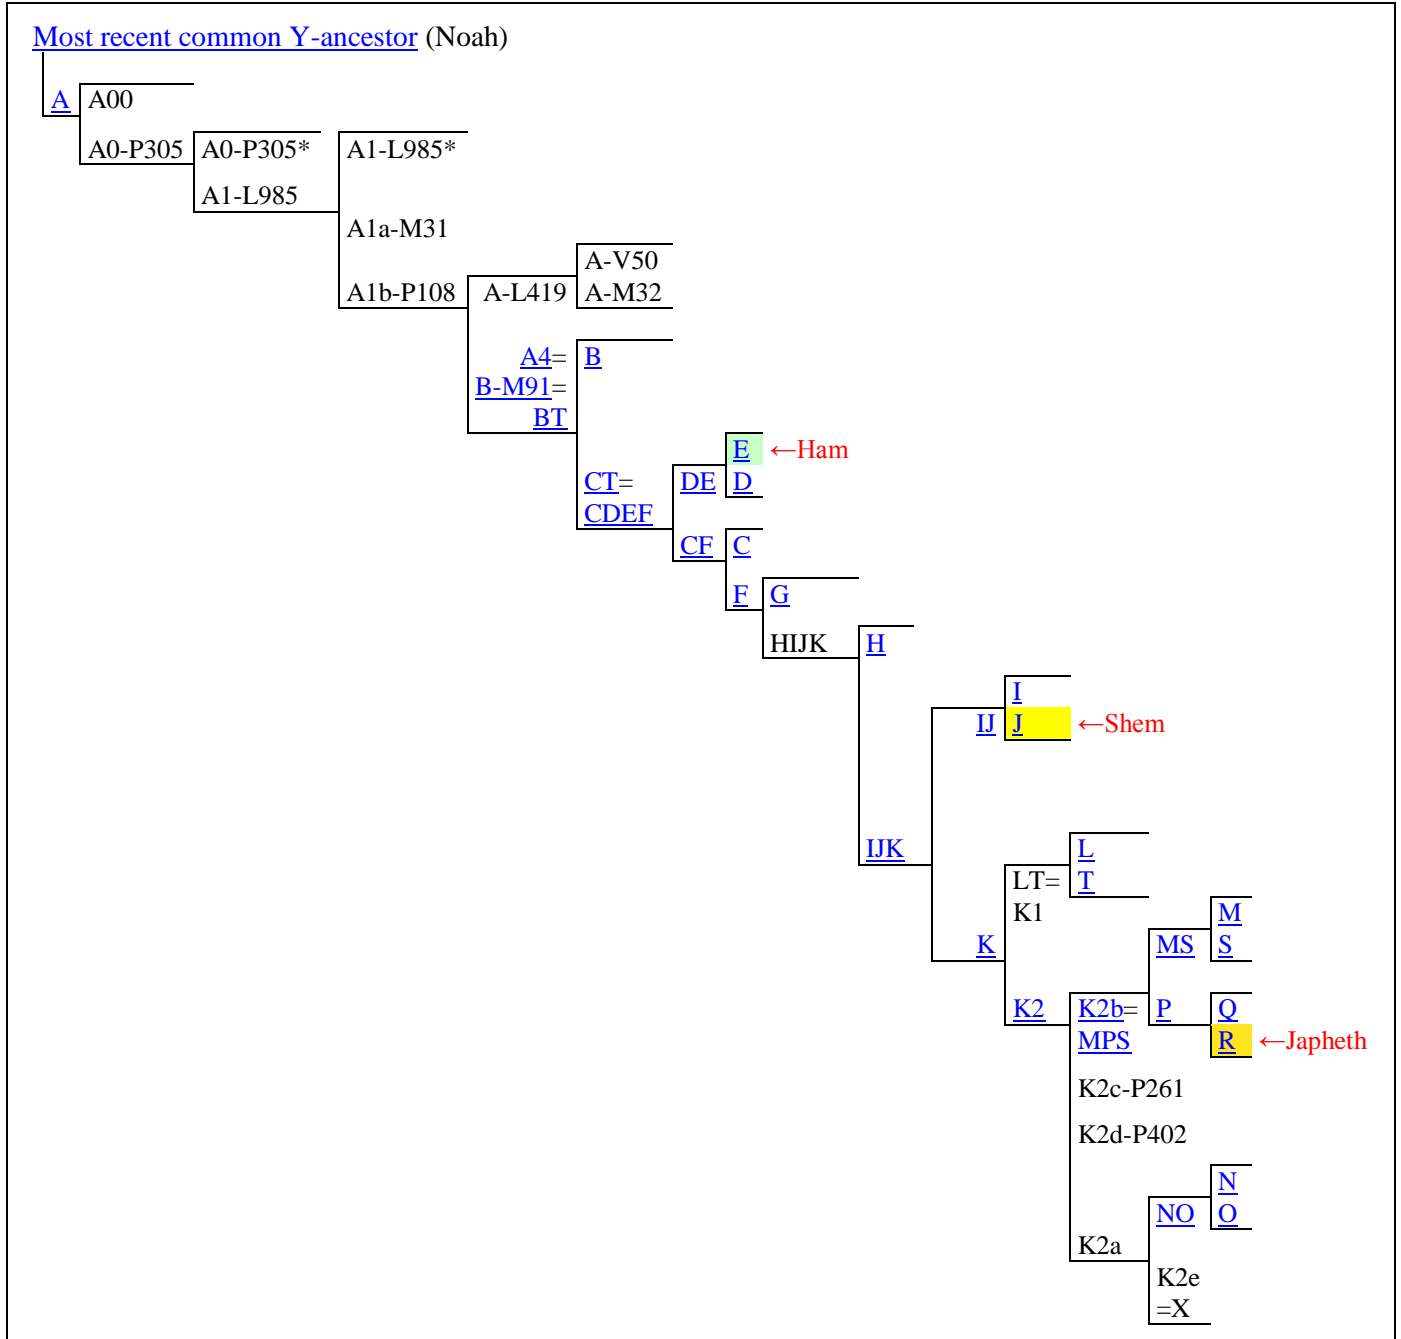 Most recent common Y-ancestor (Noah)
A A00
A0-P305 A0-P305* A1-L985*
A1-L985
A1a-M31
A-V50
A1b-P108 A-L419 A-M32
A4= B
B-M91=
BT
E ←Ham
CT= DE D
CDEF
CF C
F G
HIJK H
I
IJ J ←Shem
IJK L
LT= T
K1 M
K MS S
K2 K2b= P Q
MPS R ←Japheth
K2c-P261
K2d-P402
N
NO O
K2a
K2e
=X